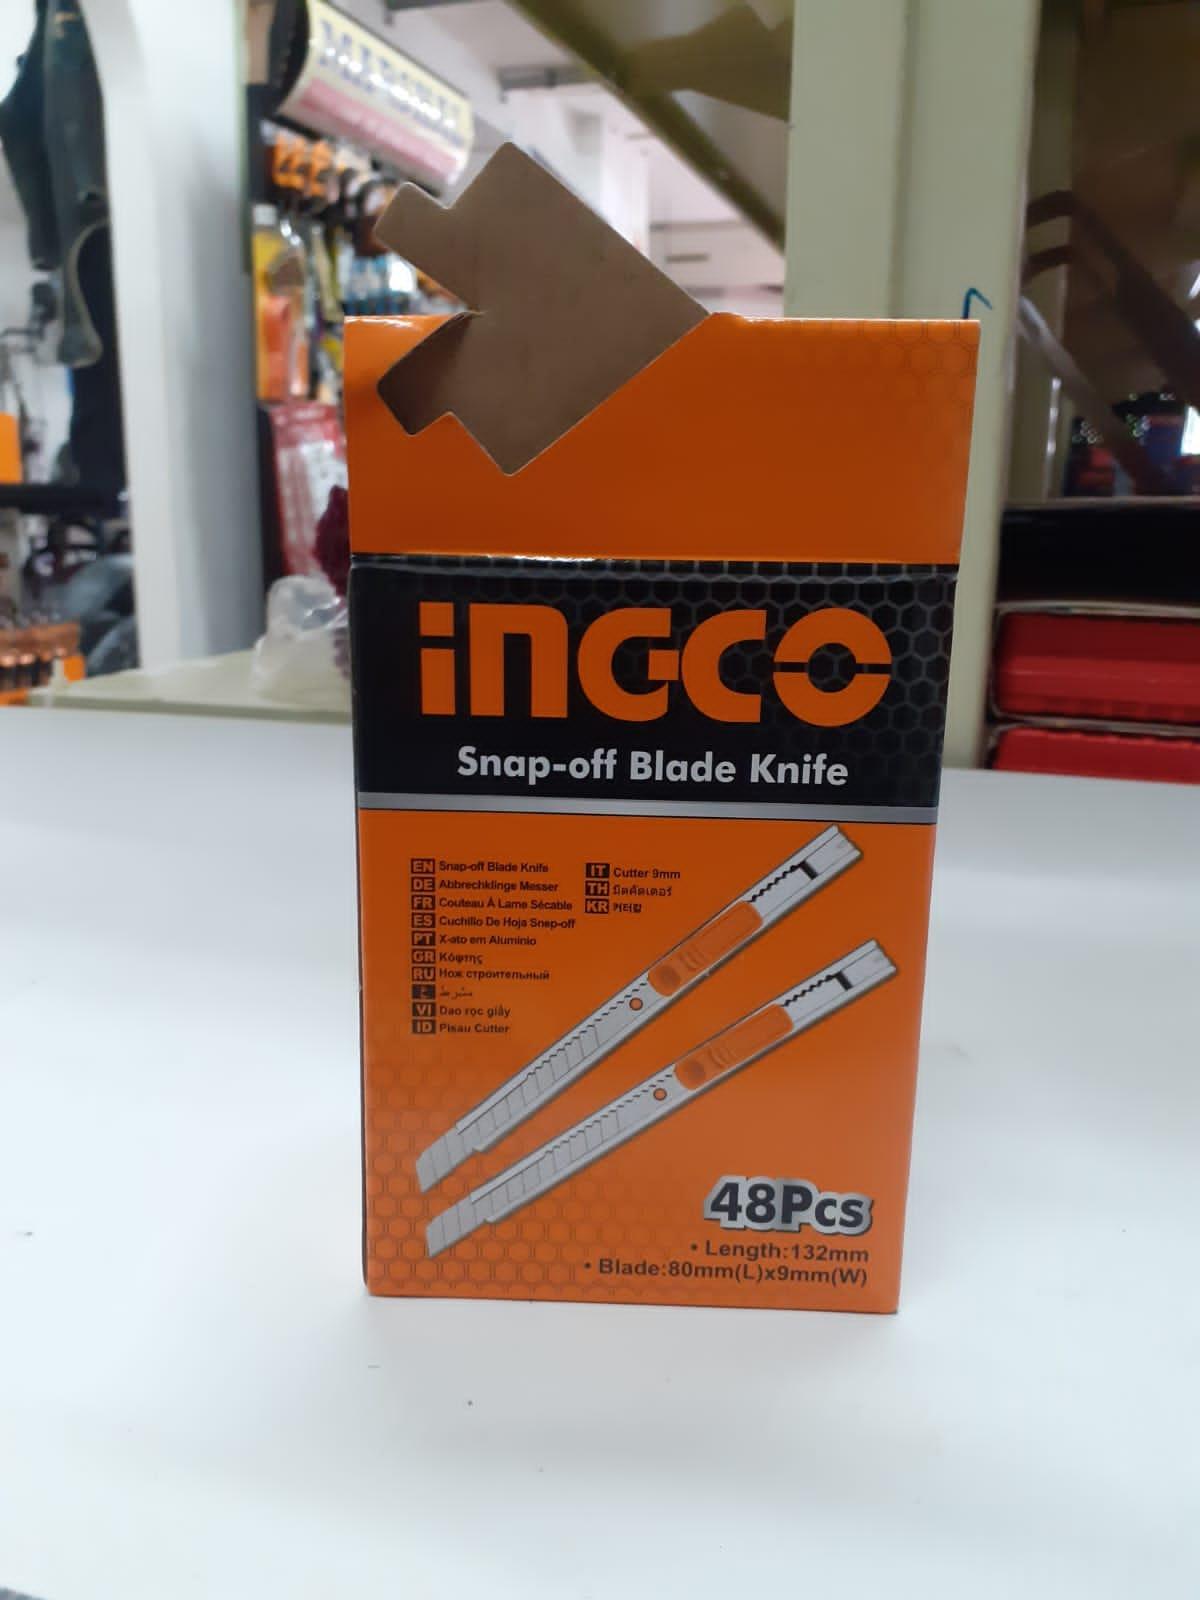 INGCO
Snap-off Blade Knife
EN Snap-off Blade Knife
DE Abbrechklinge Messer
FR Couteau À Lame Sécable
ES Cuchillo De Hoja Snep-off
PT X-ato em Alumínio
GR Κόφτης
RU Нож строительный
ع مشرط
VI Dao rọc giấy
ID Pisau Cutter
IT Cutter 9mm
TH มีดคัตเตอร์
KR 커터칼
48Pcs
• Length:132mm
• Blade:80mm(L)x9mm(W)